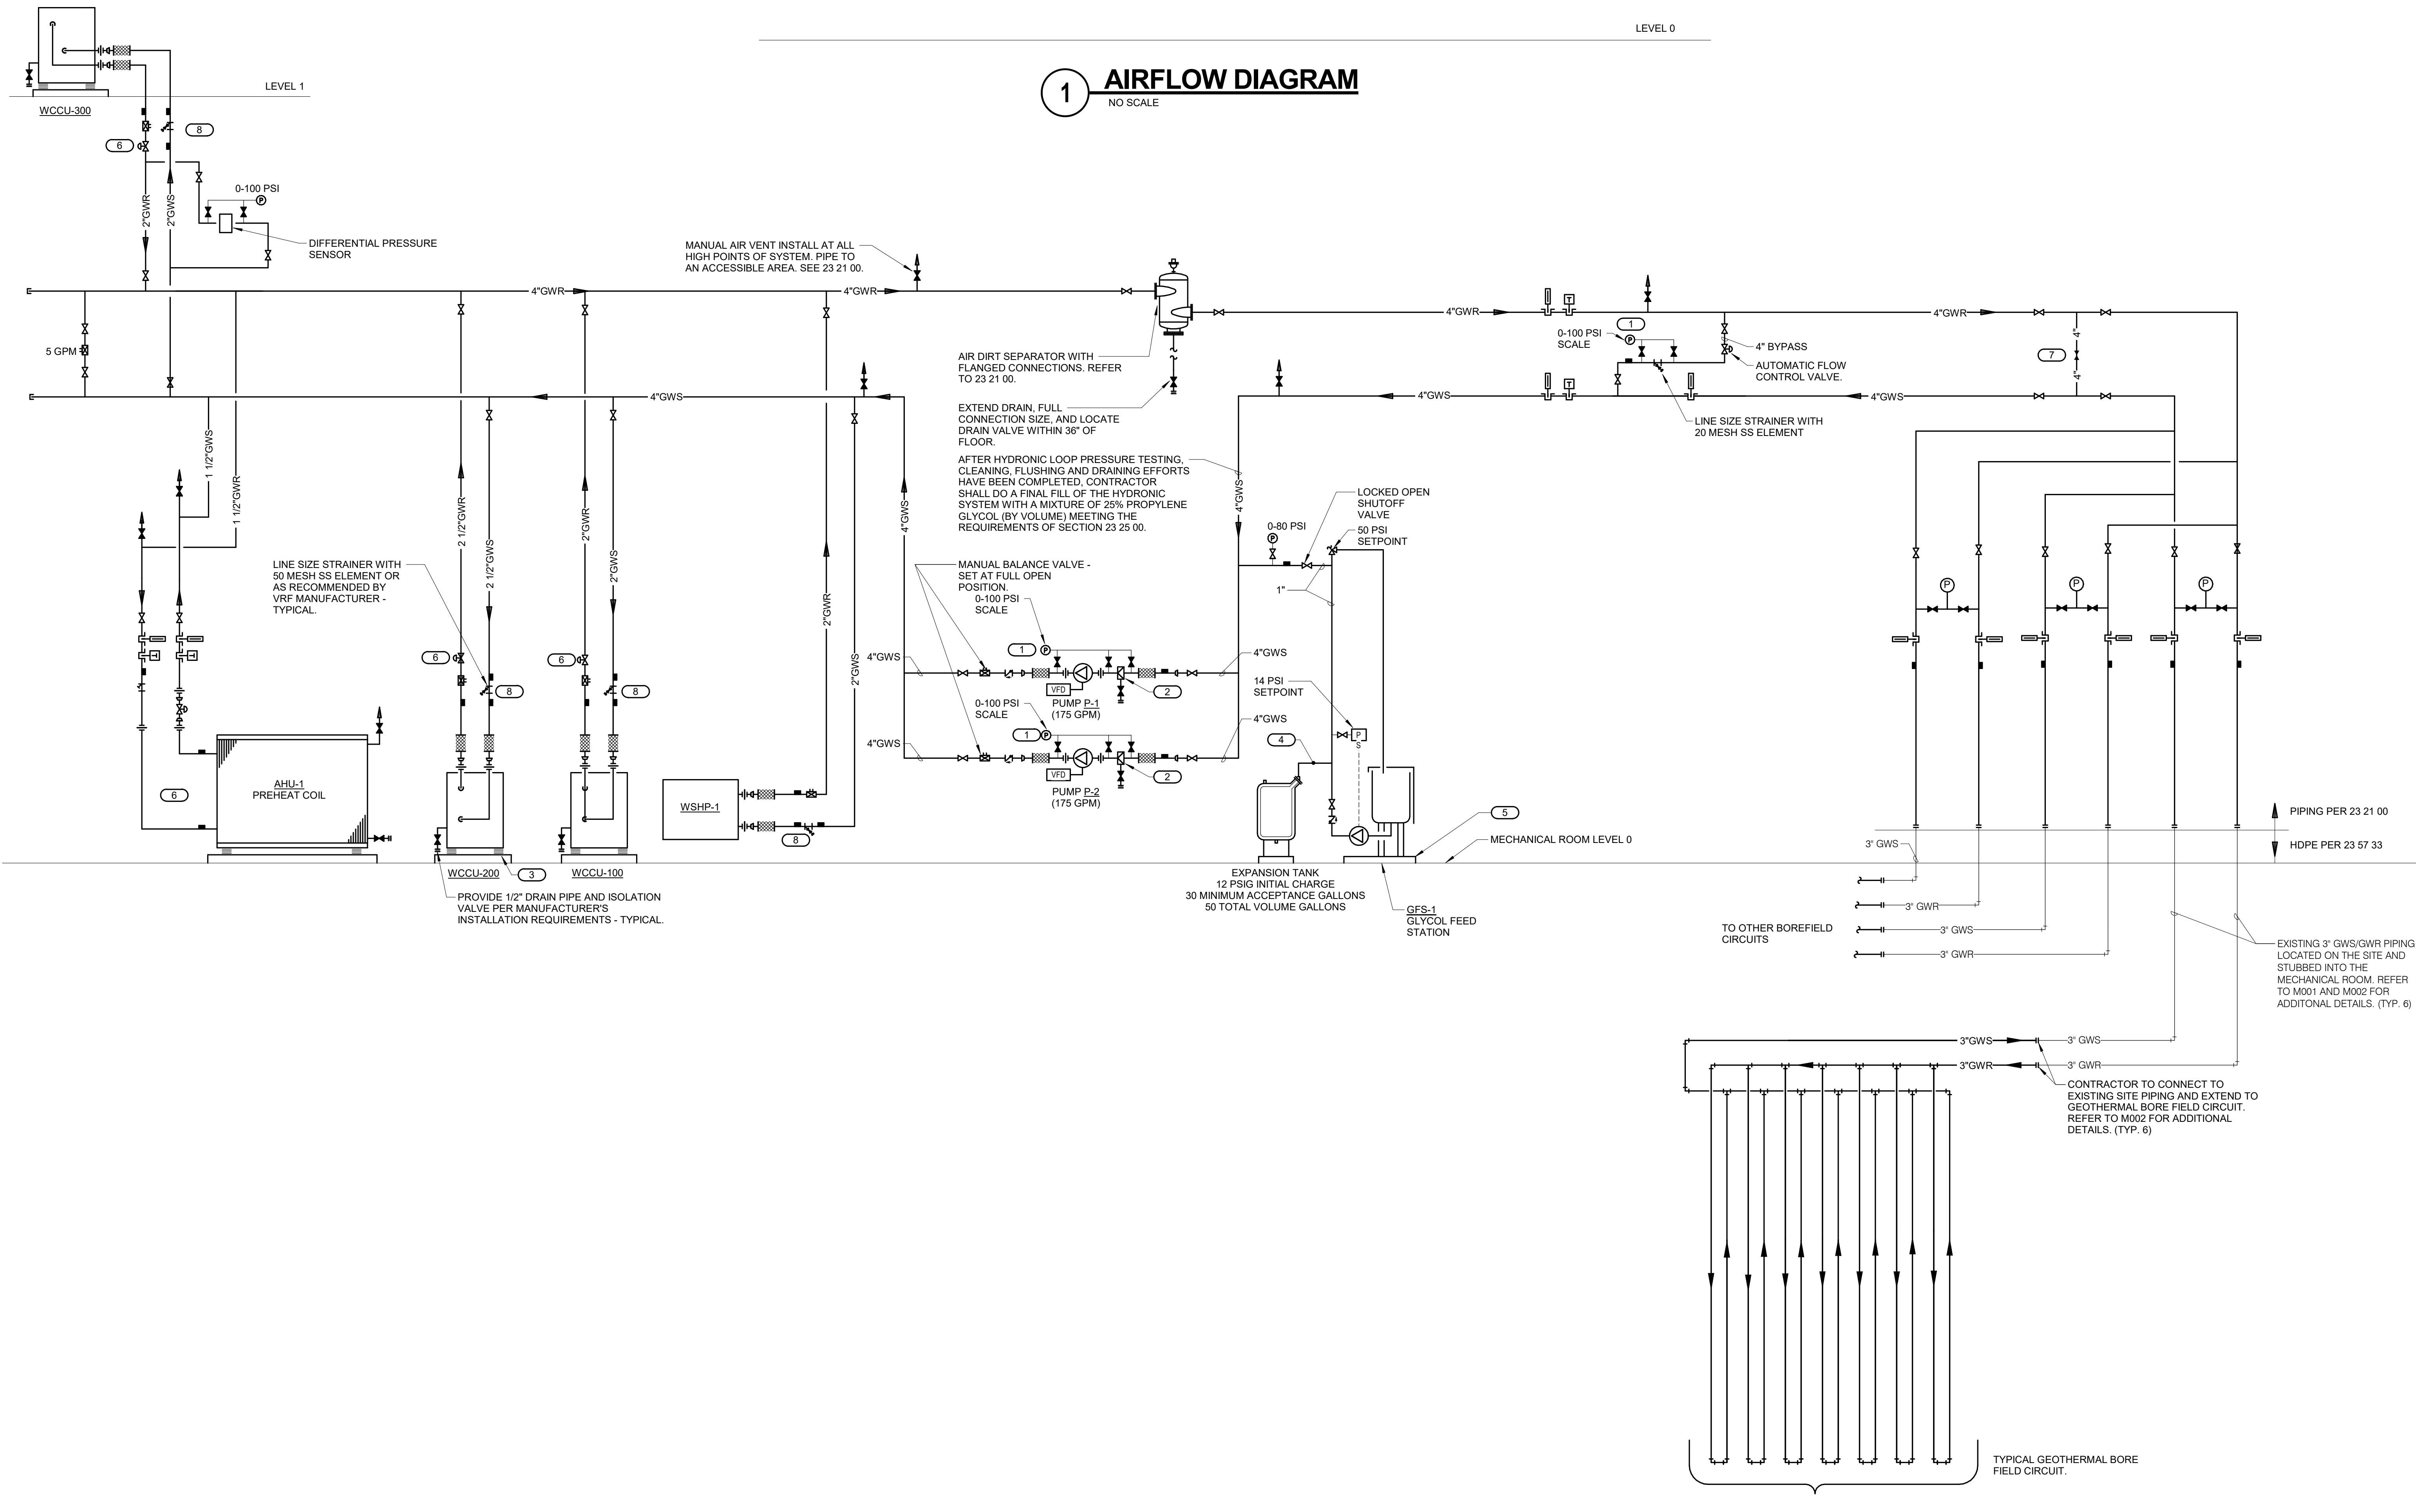 LEVEL 0
1
AIRFLOW DIAGRAM
NO SCALE
LEVEL 1
WCCU-300
8
6
2"GWR
2"GWS
0-100 PSI
P
DIFFERENTIAL PRESSURE
SENSOR
MANUAL AIR VENT INSTALL AT ALL
HIGH POINTS OF SYSTEM. PIPE TO
AN ACCESSIBLE AREA. SEE 23 21 00.
4"GWR
4"GWR
4"GWR
4"GWR
T
1
0-100 PSI
SCALE
P
4" BYPASS
AUTOMATIC FLOW
CONTROL VALVE.
7
4"
4"
5 GPM
AIR DIRT SEPARATOR WITH
FLANGED CONNECTIONS. REFER
TO 23 21 00.
4"GWS
4"GWS
4"GWS
T
LINE SIZE STRAINER WITH
20 MESH SS ELEMENT
EXTEND DRAIN, FULL
CONNECTION SIZE, AND LOCATE
DRAIN VALVE WITHIN 36" OF
FLOOR.
AFTER HYDRONIC LOOP PRESSURE TESTING,
CLEANING, FLUSHING AND DRAINING EFFORTS
HAVE BEEN COMPLETED, CONTRACTOR
SHALL DO A FINAL FILL OF THE HYDRONIC
SYSTEM WITH A MIXTURE OF 25% PROPYLENE
GLYCOL (BY VOLUME) MEETING THE
REQUIREMENTS OF SECTION 23 25 00.
1 1/2"GWS
1 1/2"GWR
2 1/2"GWR
2 1/2"GWS
2"GWR
2"GWS
2"GWR
2"GWS
4"GWS
4"GWS
LOCKED OPEN
SHUTOFF
VALVE
0-80 PSI
P
50 PSI
SETPOINT
1"
LINE SIZE STRAINER WITH
50 MESH SS ELEMENT OR
AS RECOMMENDED BY
VRF MANUFACTURER -
TYPICAL.
MANUAL BALANCE VALVE -
SET AT FULL OPEN
POSITION.
0-100 PSI
SCALE
1
P
4"GWS
4"GWS
VFD
2
PUMP P-1
(175 GPM)
0-100 PSI
SCALE
1
P
4"GWS
4"GWS
VFD
2
PUMP P-2
(175 GPM)
14 PSI
SETPOINT
P
S
4
5
P
P
P
T
T
6
8
6
8
6
AHU-1
PREHEAT COIL
WSHP-1
8
WCCU-200
3
WCCU-100
PROVIDE 1/2" DRAIN PIPE AND ISOLATION
VALVE PER MANUFACTURER'S
INSTALLATION REQUIREMENTS - TYPICAL.
MECHANICAL ROOM LEVEL 0
EXPANSION TANK
12 PSIG INITIAL CHARGE
30 MINIMUM ACCEPTANCE GALLONS
50 TOTAL VOLUME GALLONS
GFS-1
GLYCOL FEED
STATION
PIPING PER 23 21 00
HDPE PER 23 57 33
3" GWS
3" GWR
3" GWS
3" GWR
TO OTHER BOREFIELD
CIRCUITS
EXISTING 3" GWS/GWR PIPING
LOCATED ON THE SITE AND
STUBBED INTO THE
MECHANICAL ROOM. REFER
TO M001 AND M002 FOR
ADDITONAL DETAILS. (TYP. 6)
3"GWS
3" GWS
3"GWR
3" GWR
CONTRACTOR TO CONNECT TO
EXISTING SITE PIPING AND EXTEND TO
GEOTHERMAL BORE FIELD CIRCUIT.
REFER TO M002 FOR ADDITIONAL
DETAILS. (TYP. 6)
TYPICAL GEOTHERMAL BORE
FIELD CIRCUIT.